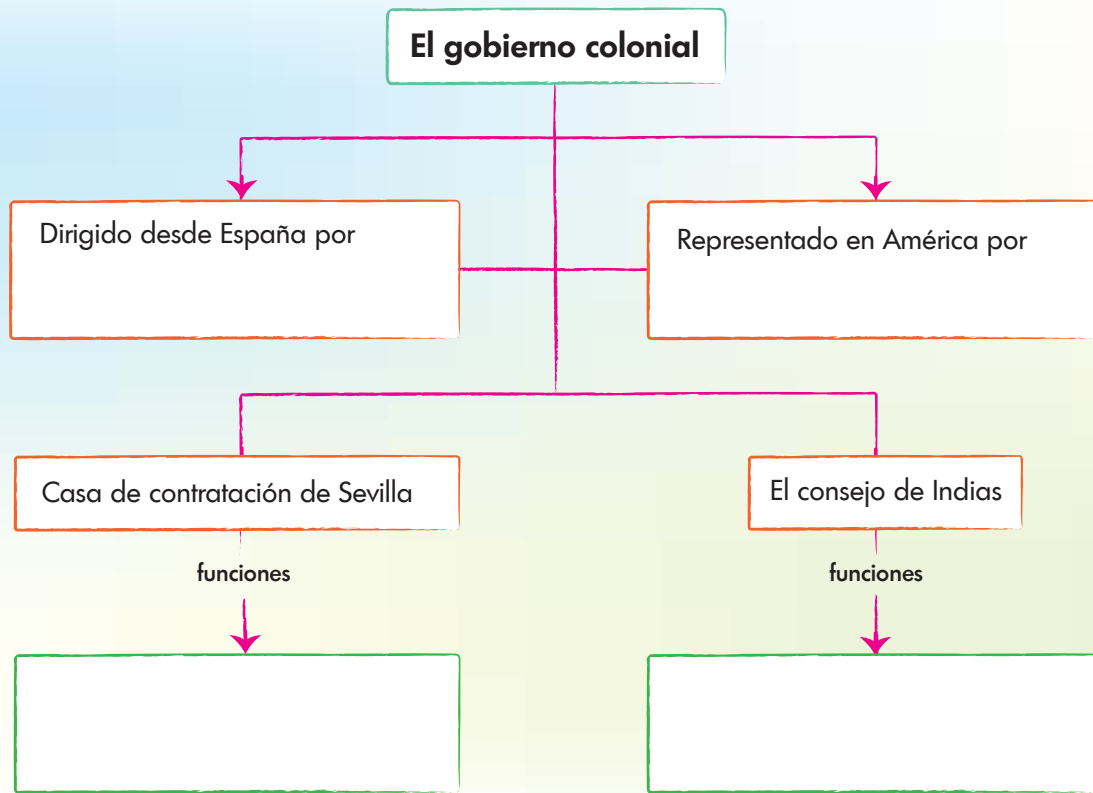 El gobierno colonial
Dirigido desde España por
Representado en América por
Casa de contratación de Sevilla
El consejo de Indias
funciones
funciones